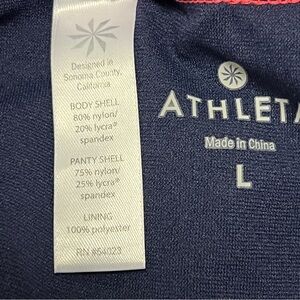 Designed in
Sonoma County,
California
BODY SHELL
80% nylon/
20% lycra®
spandex
PANTY SHELL
75% nylon/
25% lycra®
spandex
LINING
100% polyester
RN #54023
ATHLETA
Made in China
L